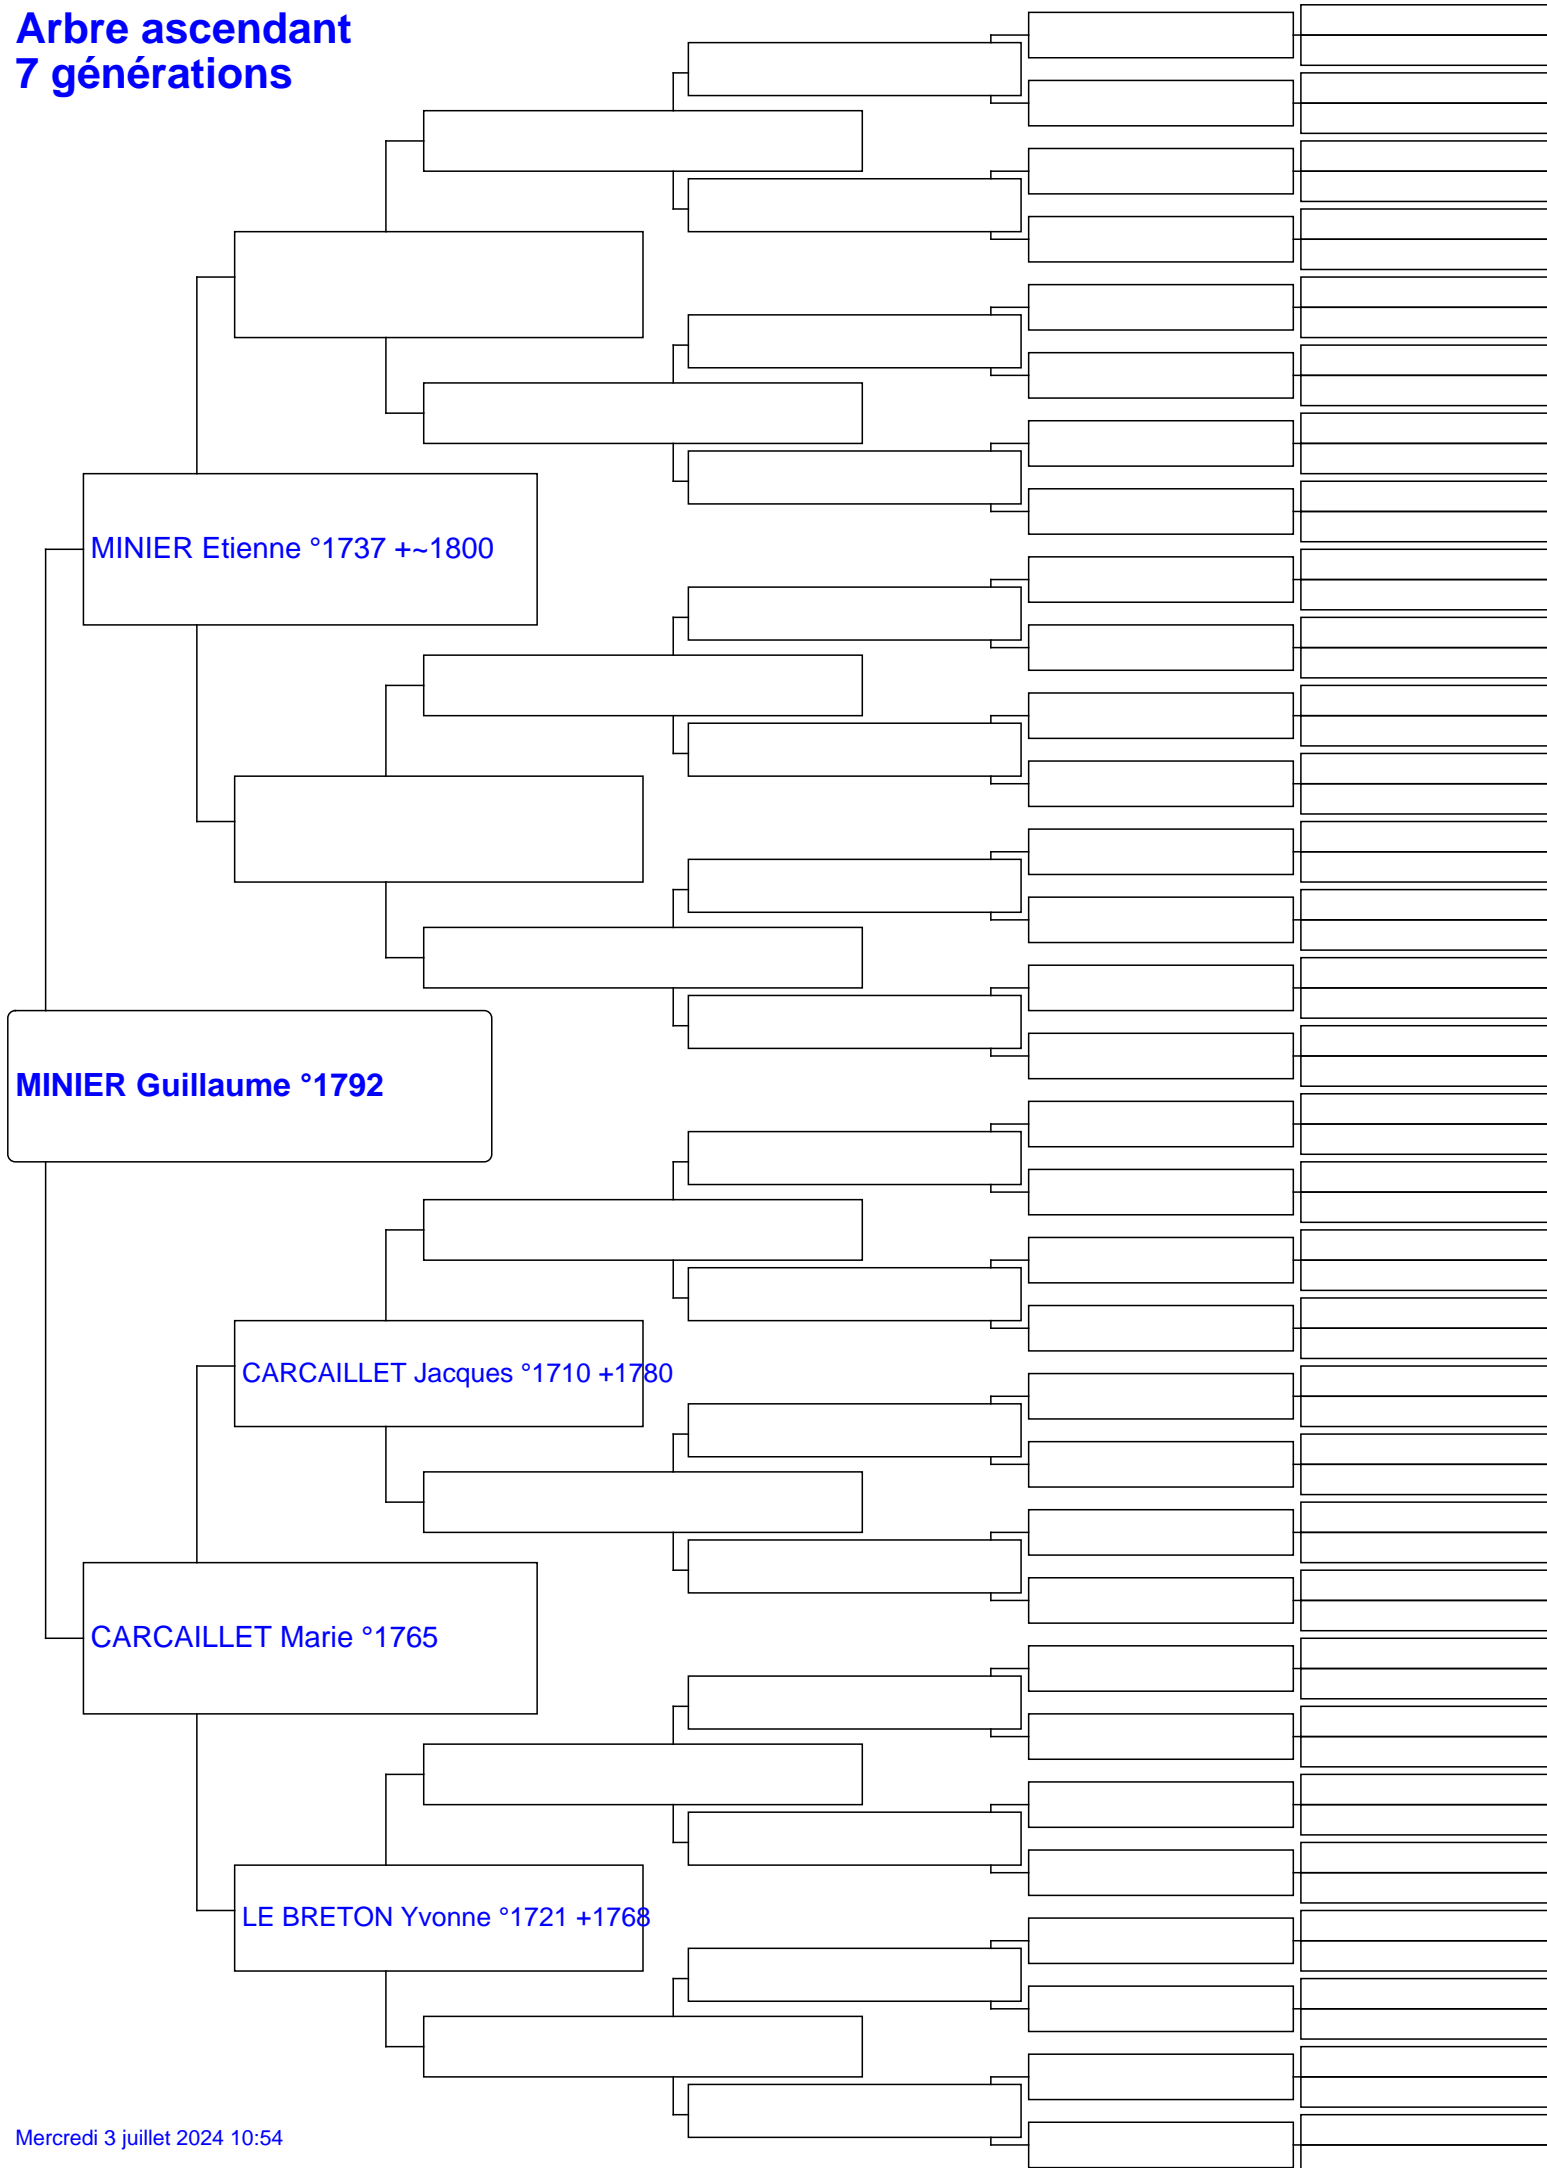 Arbre ascendant
7 générations
MINIER Etienne °1737 +~1800
MINIER Guillaume °1792
CARCAILLET Jacques °1710 +1780
CARCAILLET Marie °1765
LE BRETON Yvonne °1721 +1768
Mercredi 3 juillet 2024 10:54